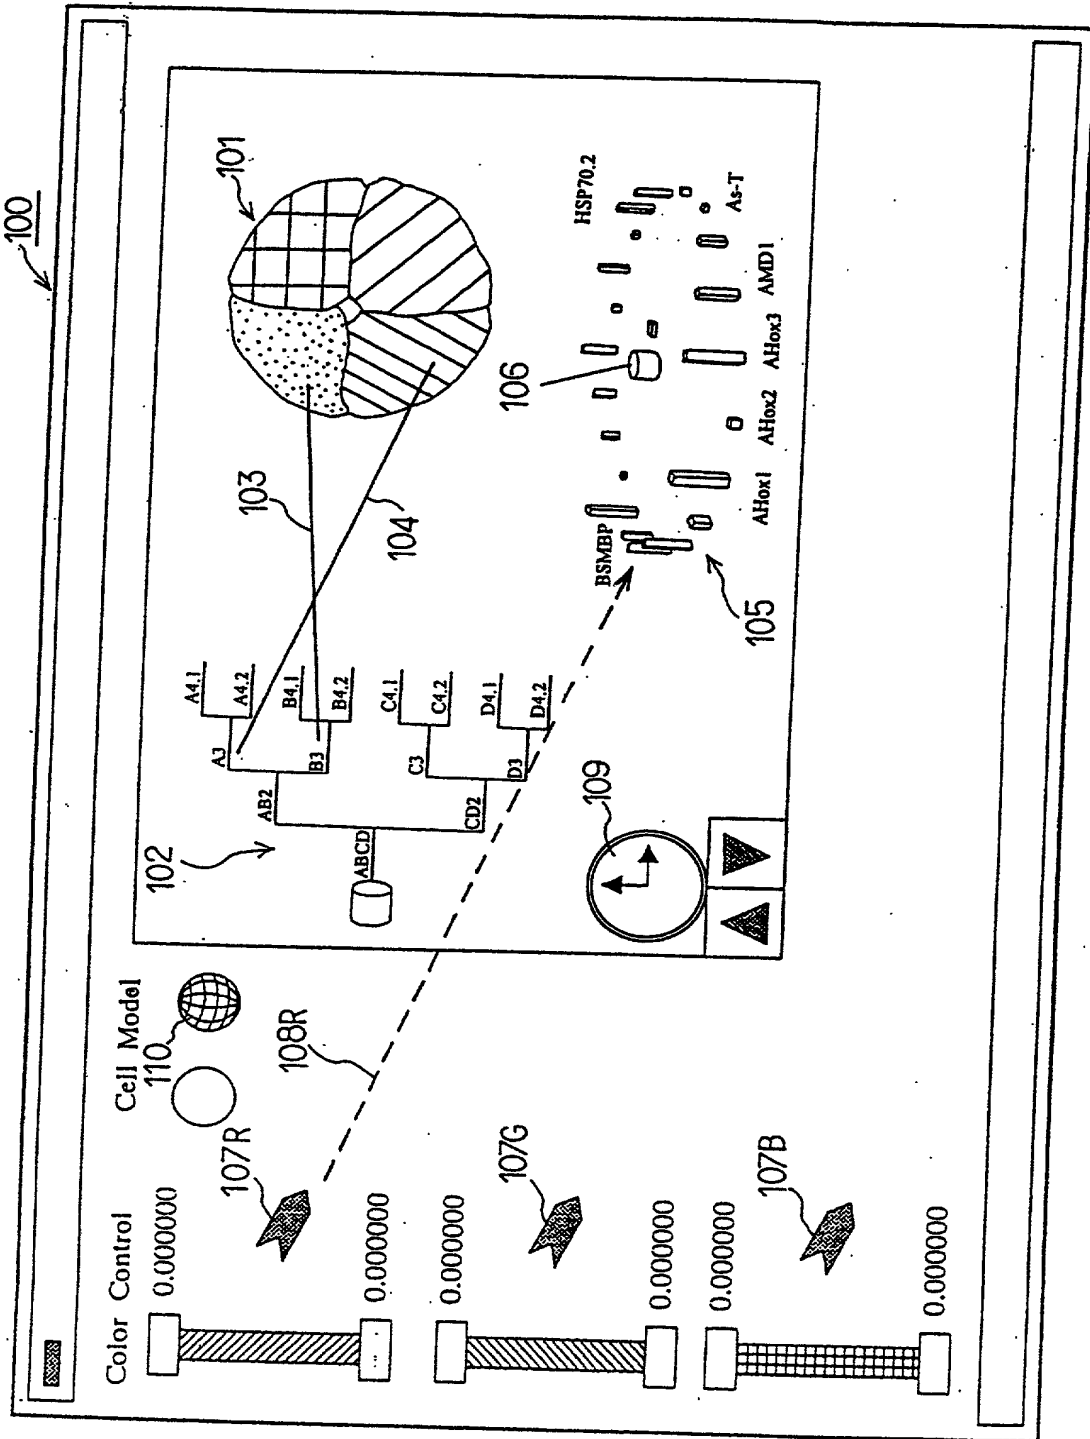 100
Color Control
0.000000
0.000000
0.000000
0.000000
0.000000
0.000000
107R
107G
107B
Cell Model
110
108R
102
ABCD
AB2
CD2
A3
B3
C3
D3
A4.1
A4.2
B4.1
B4.2
C4.1
C4.2
D4.1
D4.2
103
104
101
109
BSMBP
HSP70.2
106
105
AHox1
AHox2
AHox3
AMD1
As-T